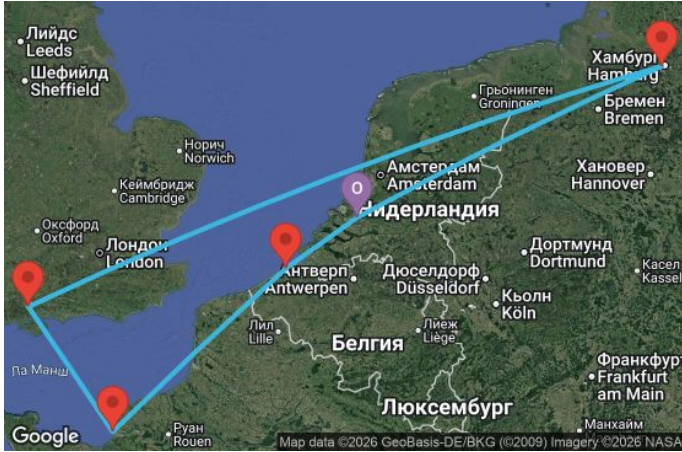 Лийдс
Leeds
Шефийлд
Sheffield
Норич
Norwich
Кеймбридж
Cambridge
Оксфорд
Oxford
Лондон
London
Хамбург
Hamburg
Грьонинген
Groningen
Бремен
Bremen
Амстердам
Amsterdam
Хановер
Hannover
O
Нидерландия
Антверп
Antwerpen
Дюселдорф
Düsseldorf
Дортмунд
Dortmund
Касел
Kassel
Кьолн
Köln
Лил
Lille
Белгия
Лиеж
Liège
Ла Манш
Франкфурт
Frankfurt
am Main
Люксембург
Руан
Rouen
Манхайм
Google
Map data ©2026 GeoBasis-DE/BKG (©2009) Imagery ©2026 NASA